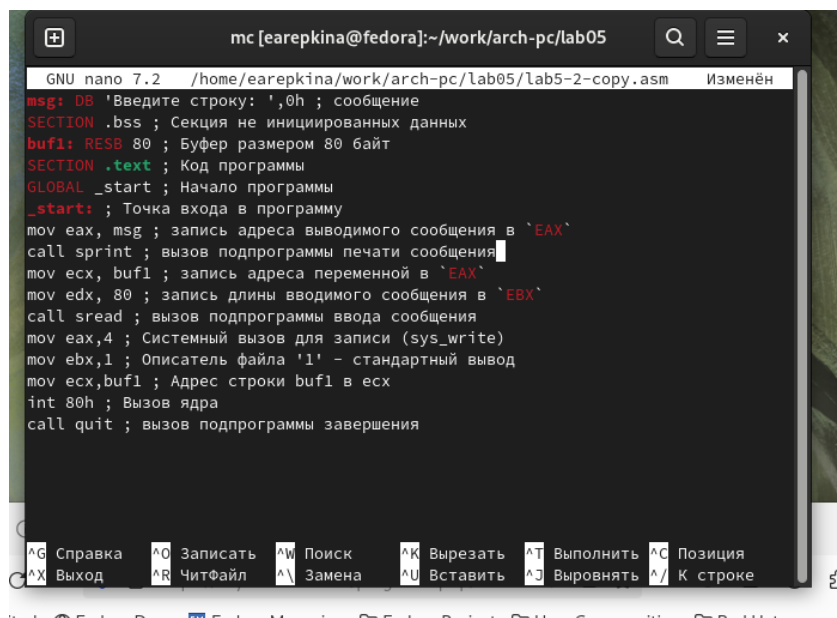 mc [earepkina@fedora]:~/work/arch-pc/lab05
GNU nano 7.2 /home/earepkina/work/arch-pc/lab05/lab5-2-copy.asm Изменён
msg: DB 'Введите строку: ',0h ; сообщение
SECTION .bss ; Секция не инициированных данных
buf1: RESB 80 ; Буфер размером 80 байт
SECTION .text ; Код программы
GLOBAL _start ; Начало программы
_start: ; Точка входа в программу
mov eax, msg ; запись адреса выводимого сообщения в `EAX`
call sprint ; вызов подпрограммы печати сообщения
mov ecx, buf1 ; запись адреса переменной в `EAX`
mov edx, 80 ; запись длины вводимого сообщения в `EBX`
call sread ; вызов подпрограммы ввода сообщения
mov eax,4 ; Системный вызов для записи (sys_write)
mov ebx,1 ; Описатель файла '1' - стандартный вывод
mov ecx,buf1 ; Адрес строки buf1 в ecx
int 80h ; Вызов ядра
call quit ; вызов подпрограммы завершения
^G Справка ^O Записать ^W Поиск ^K Вырезать ^T Выполнить ^C Позиция
^X Выход ^R ЧитФайл ^\ Замена ^U Вставить ^J Выровнять ^/ К строке